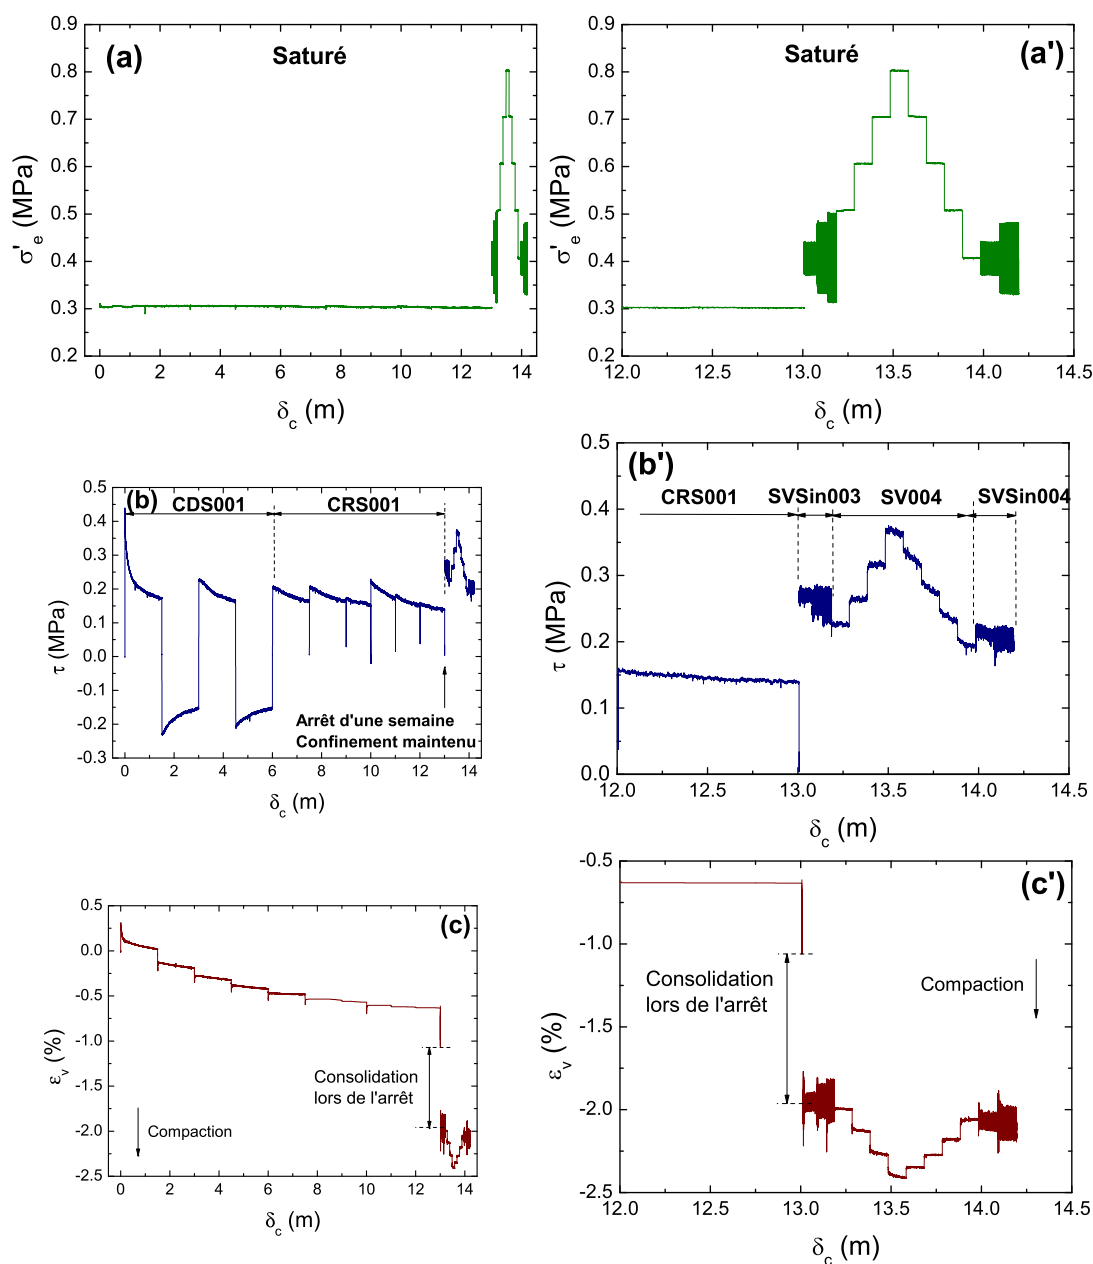 (a)
Saturé
0.9
0.8
0.7
0.6
0.5
0.4
0.3
0.2
σ'e (MPa)
0 2 4 6 8 10 12 14
δc (m)
(a')
Saturé
0.9
0.8
0.7
0.6
0.5
0.4
0.3
0.2
σ'e (MPa)
12.0 12.5 13.0 13.5 14.0 14.5
δc (m)
(b)
CDS001 CRS001
0.5
0.4
0.3
0.2
0.1
0.0
-0.1
-0.2
-0.3
τ (MPa)
Arrêt d'une semaine
Confinement maintenu
0 2 4 6 8 10 12 14
δc (m)
(b')
CRS001 SVSin003 SV004 SVSin004
0.5
0.4
0.3
0.2
0.1
0.0
τ (MPa)
12.0 12.5 13.0 13.5 14.0 14.5
δc (m)
(c)
0.0
-0.5
-1.0
-1.5
-2.0
-2.5
εv (%)
Consolidation
lors de l'arrêt
Compaction
0 2 4 6 8 10 12 14
δc (m)
(c')
-0.5
-1.0
-1.5
-2.0
-2.5
εv (%)
Consolidation
lors de l'arrêt
Compaction
12.0 12.5 13.0 13.5 14.0 14.5
δc (m)